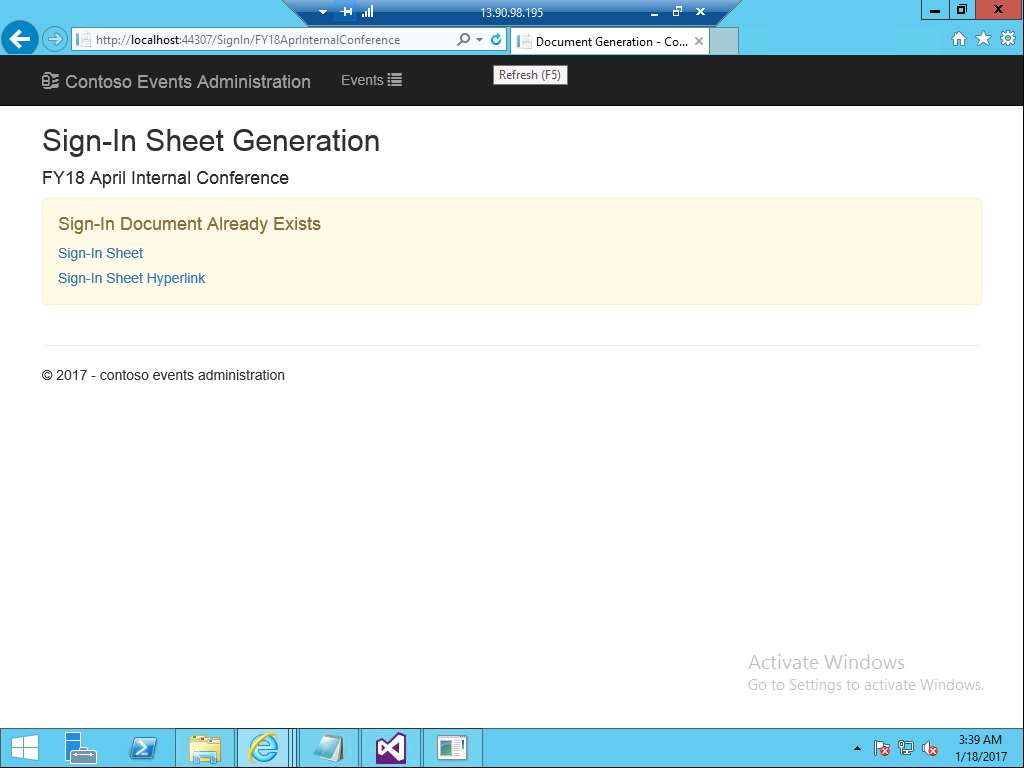 13.90.98.195
http://localhost:44307/SignIn/FY18AprInternalConference
Document Generation - Co...
Contoso Events Administration
Events
Refresh (F5)
Sign-In Sheet Generation
FY18 April Internal Conference
Sign-In Document Already Exists
Sign-In Sheet
Sign-In Sheet Hyperlink
© 2017 - contoso events administration
Activate Windows
Go to Settings to activate Windows.
3:39 AM
1/18/2017